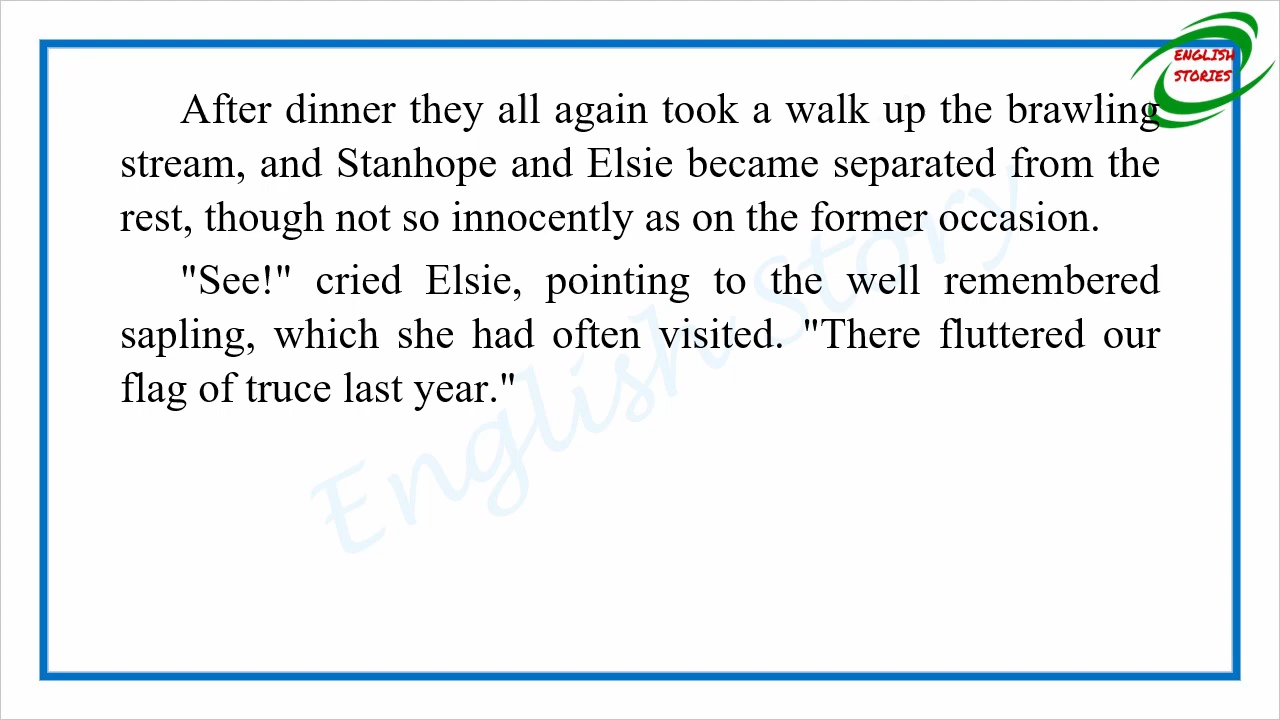 ENGLISH
STORIES
After dinner they all again took a walk up the brawling
stream, and Stanhope and Elsie became separated from the
rest, though not so innocently as on the former occasion.
"See!" cried Elsie, pointing to the well remembered
sapling, which she had often visited. "There fluttered our
flag of truce last year."
English Story